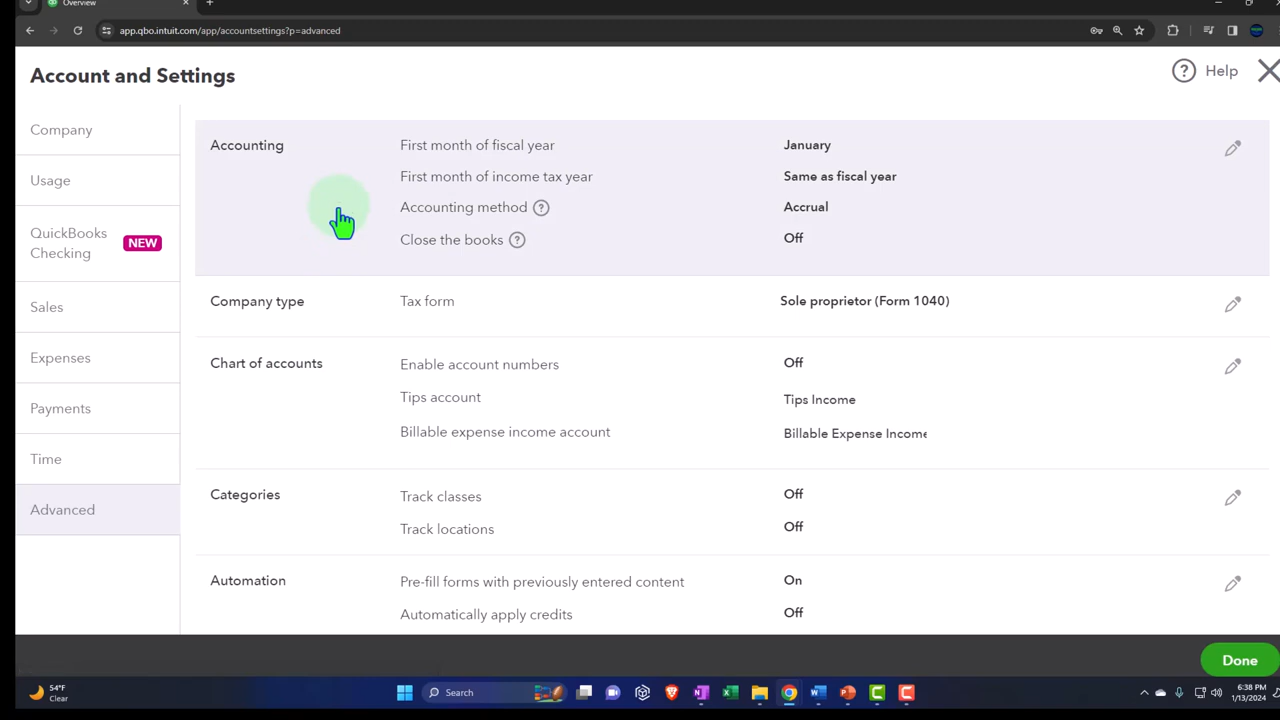 Overview
app.qbo.intuit.com/app/accountsettings?p=advanced
Account and Settings
Help
Company
Usage
QuickBooks Checking NEW
Sales
Expenses
Payments
Time
Advanced
Accounting
First month of fiscal year January
First month of income tax year Same as fiscal year
Accounting method Accrual
Close the books Off
Company type
Tax form Sole proprietor (Form 1040)
Chart of accounts
Enable account numbers Off
Tips account Tips Income
Billable expense income account Billable Expense Income
Categories
Track classes Off
Track locations Off
Automation
Pre-fill forms with previously entered content On
Automatically apply credits Off
Done
54°F
Clear
Search
6:38 PM
1/13/2024